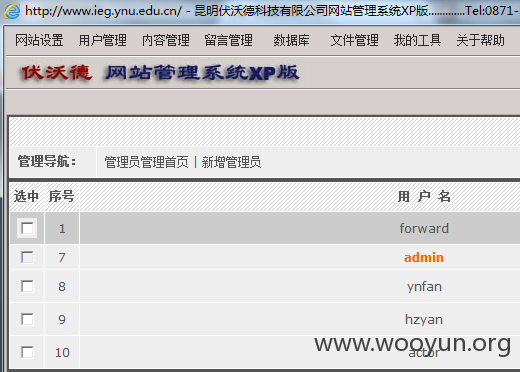 http://www.ieg.ynu.edu.cn/ - 昆明伏沃德科技有限公司网站管理系统XP版............Tel:0871-
网站设置 用户管理 内容管理 留言管理 数据库 文件管理 我的工具 关于帮助
伏沃德 网站管理系统XP版
管理导航： 管理员管理首页 | 新增管理员
选中 序号 用 户 名
1 forward
7 admin
8 ynfan
9 hzyan
10 actor
www.wooyun.org